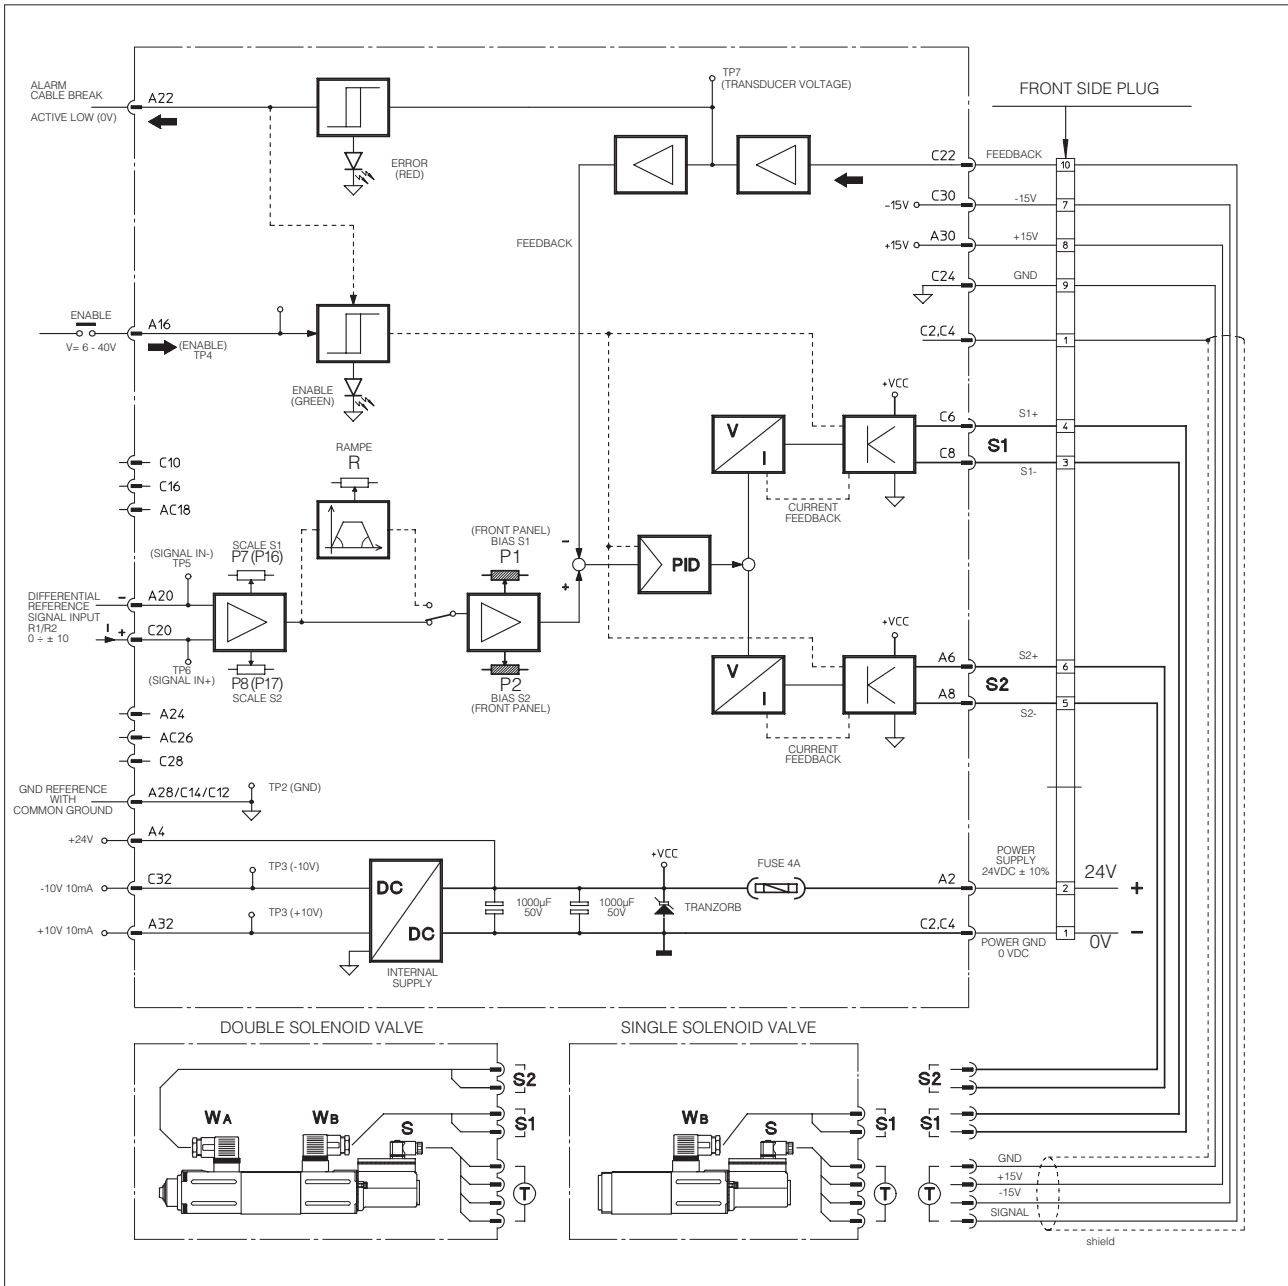 ALARM
CABLE BREAK
ACTIVE LOW (0V)
A22
ERROR
(RED)
TP7
(TRANSDUCER VOLTAGE)
FRONT SIDE PLUG
C22
FEEDBACK
10
-15V
C30
-15V
7
+15V
A30
+15V
8
FEEDBACK
C24
GND
9
ENABLE
V= 6 - 40V
A16
(ENABLE)
TP4
ENABLE
(GREEN)
C2,C4
1
+VCC
V
I
C6
S1+
4
S1
C8
S1-
3
CURRENT
FEEDBACK
C10
C16
AC18
RAMPE
R
(SIGNAL IN-)
TP5
SCALE S1
P7(P16)
(FRONT PANEL)
BIAS S1
P1
-
+
PID
DIFFERENTIAL
REFERENCE
SIGNAL INPUT
R1/R2
0 ÷ ± 10
-
A20
I
+
C20
TP6
(SIGNAL IN+)
P8(P17)
SCALE S2
P2
BIAS S2
(FRONT PANEL)
+VCC
V
I
A6
S2+
6
S2
A8
S2-
5
CURRENT
FEEDBACK
A24
AC26
C28
GND REFERENCE
WITH
COMMON GROUND
A28/C14/C12
TP2 (GND)
+24V
A4
-10V 10mA
C32
TP3 (-10V)
+10V 10mA
A32
TP3 (+10V)
DC
DC
INTERNAL
SUPPLY
1000µF
50V
1000µF
50V
+VCC
TRANZORB
FUSE 4A
A2
POWER
SUPPLY
24VDC ± 10%
2
24V
+
C2,C4
POWER GND
0 VDC
1
0V
-
DOUBLE SOLENOID VALVE
WA
WB
S
S2
S1
T
SINGLE SOLENOID VALVE
WB
S
S1
T
S2
S1
T
GND
+15V
-15V
SIGNAL
shield